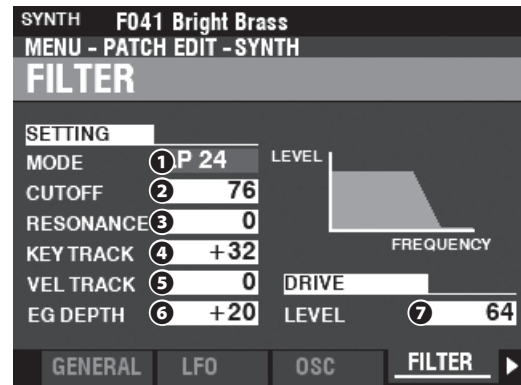 SYNTH F041 Bright Brass
MENU - PATCH EDIT - SYNTH
FILTER
SETTING
MODE 1 .P 24
CUTOFF 2 76
RESONANCE 3 0
KEY TRACK 4 +32
VEL TRACK 5 0
EG DEPTH 6 +20
LEVEL
FREQUENCY
DRIVE
LEVEL 7 64
GENERAL LFO OSC FILTER